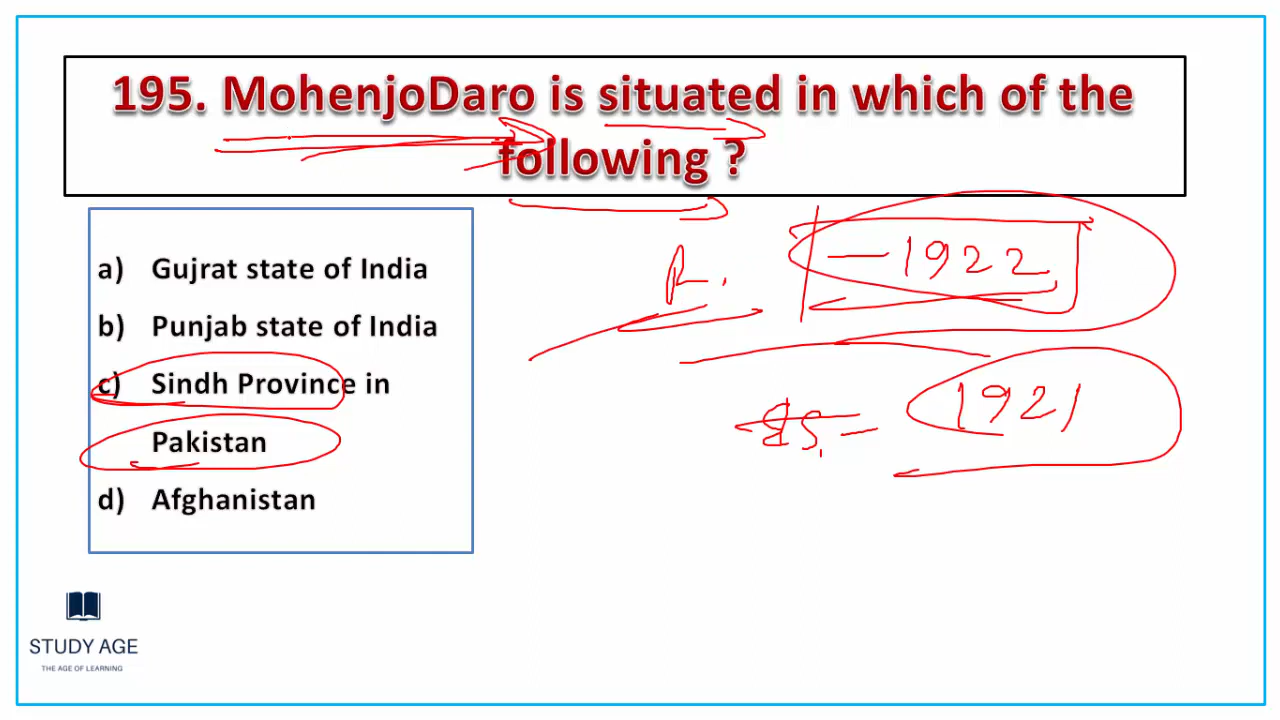 195. MohenjoDaro is situated in which of the
following ?
a) Gujrat state of India
b) Punjab state of India
c) Sindh Province in
Pakistan
d) Afghanistan
– 1922
1921
STUDY AGE
THE AGE OF LEARNING